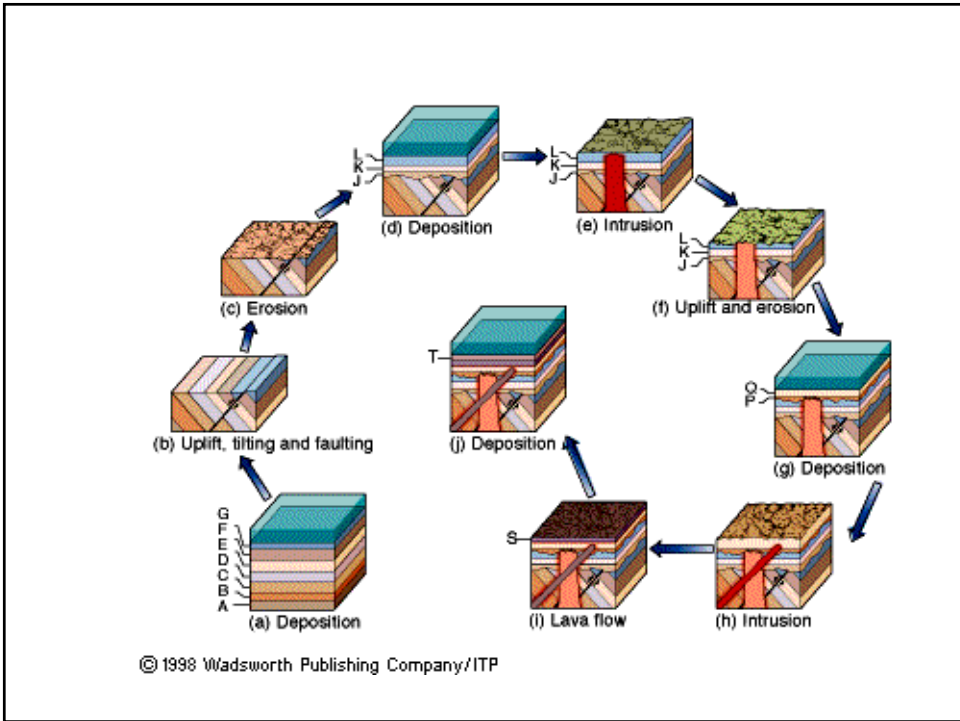 L
K
J
(d) Deposition
L
K
J
(e) Intrusion
(c) Erosion
L
K
J
(f) Uplift and erosion
T
(j) Deposition
Q
P
(g) Deposition
(b) Uplift, tilting and faulting
G
F
E
D
C
B
A
(a) Deposition
S
(i) Lava flow
(h) Intrusion
© 1998 Wadsworth Publishing Company/ITP